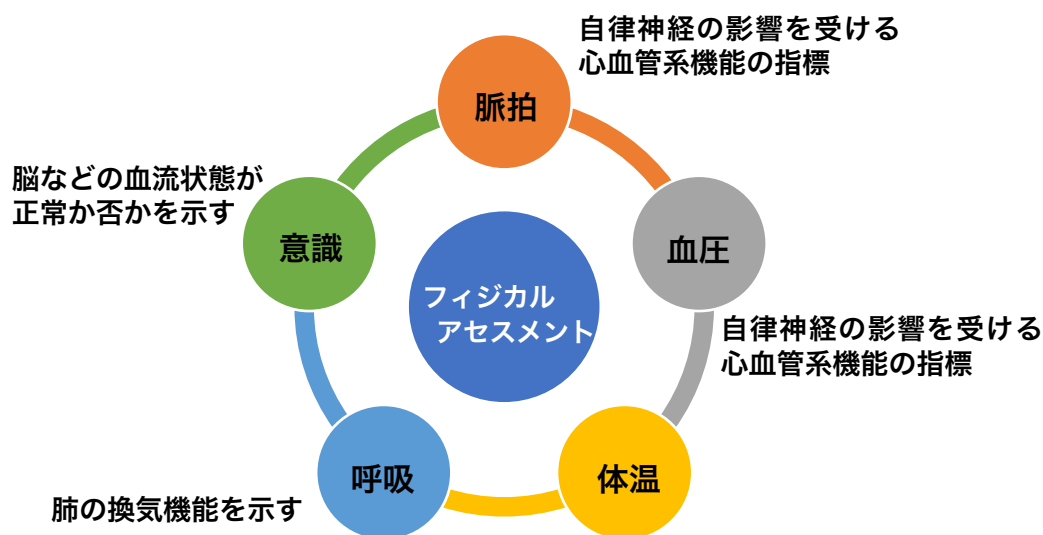 自律神経の影響を受ける
心血管系機能の指標
脈拍
脳などの血流状態が
正常か否かを示す
意識
血圧
フィジカル
アセスメント
自律神経の影響を受ける
心血管系機能の指標
呼吸
体温
肺の換気機能を示す